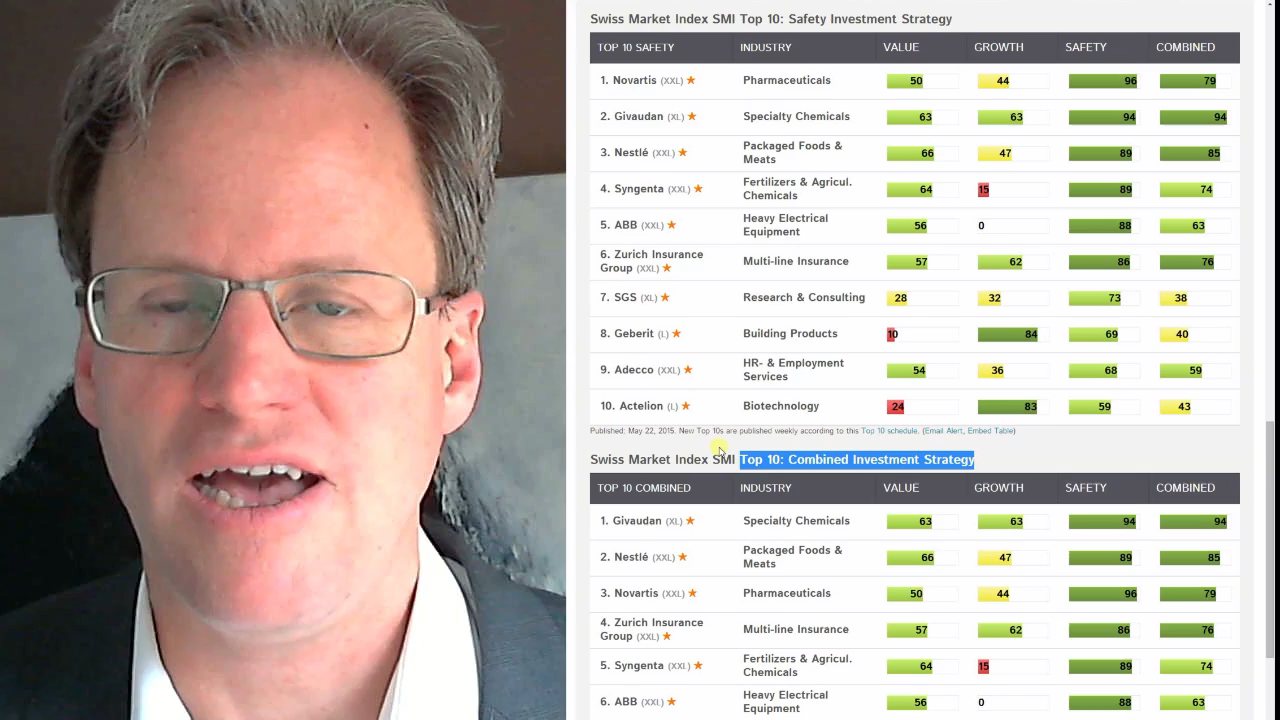 Swiss Market Index SMI Top 10: Safety Investment Strategy
TOP 10 SAFETY INDUSTRY VALUE GROWTH SAFETY COMBINED
1. Novartis (XXL) ★ Pharmaceuticals 50 44 96 79
2. Givaudan (XL) ★ Specialty Chemicals 63 63 94 94
3. Nestlé (XXL) ★ Packaged Foods & Meats 66 47 89 85
4. Syngenta (XXL) ★ Fertilizers & Agricul. Chemicals 64 15 89 74
5. ABB (XXL) ★ Heavy Electrical Equipment 56 0 88 63
6. Zurich Insurance Group (XXL) ★ Multi-line Insurance 57 62 86 76
7. SGS (XL) ★ Research & Consulting 28 32 73 38
8. Geberit (L) ★ Building Products 10 84 69 40
9. Adecco (XXL) ★ HR- & Employment Services 54 36 68 59
10. Actelion (L) ★ Biotechnology 24 83 59 43
Published: May 22, 2015. New Top 10s are published weekly according to this Top 10 schedule. (Email Alert, Embed Table)
Swiss Market Index SMI Top 10: Combined Investment Strategy
TOP 10 COMBINED INDUSTRY VALUE GROWTH SAFETY COMBINED
1. Givaudan (XL) ★ Specialty Chemicals 63 63 94 94
2. Nestlé (XXL) ★ Packaged Foods & Meats 66 47 89 85
3. Novartis (XXL) ★ Pharmaceuticals 50 44 96 79
4. Zurich Insurance Group (XXL) ★ Multi-line Insurance 57 62 86 76
5. Syngenta (XXL) ★ Fertilizers & Agricul. Chemicals 64 15 89 74
6. ABB (XXL) ★ Heavy Electrical Equipment 56 0 88 63